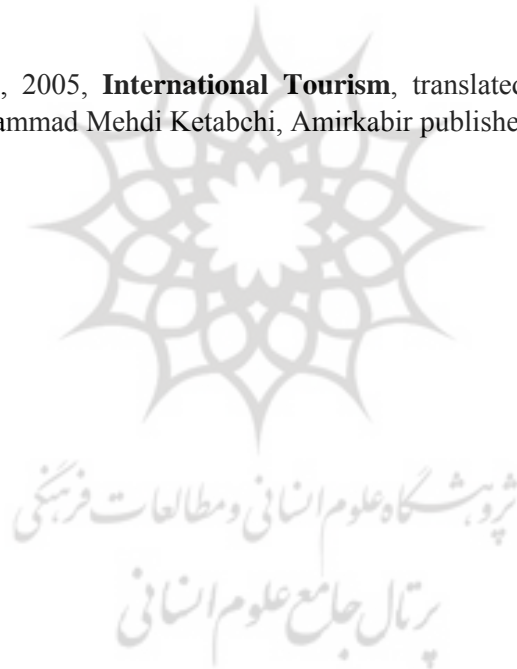 , 2005, International Tourism, translated
ammad Mehdi Ketabchi, Amirkabir publishe
پژوهشگاه علوم انسانی و مطالعات فرهنگی
پرتال جامع علوم انسانی